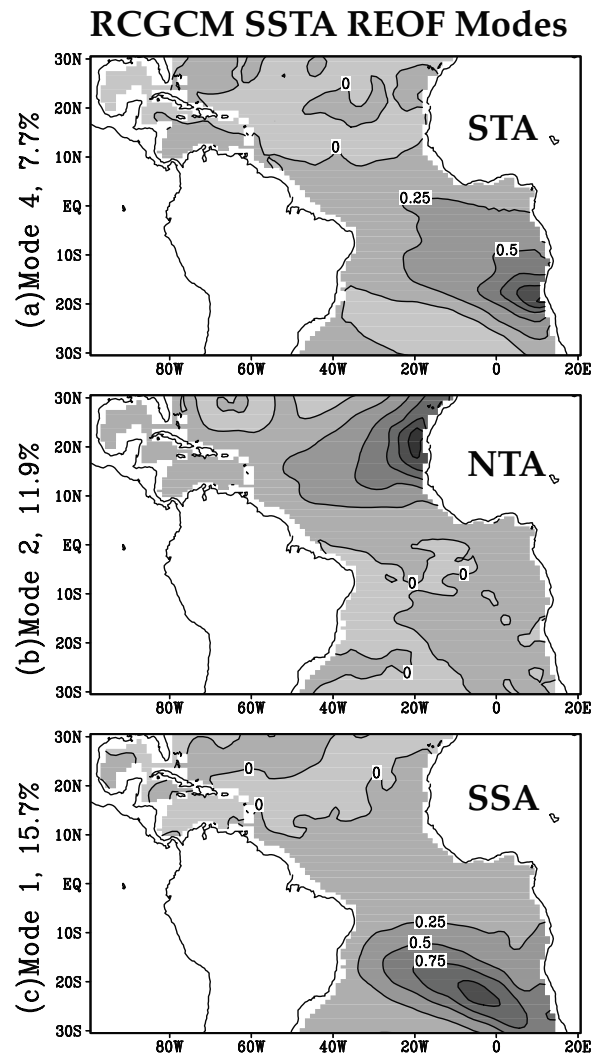 RCGCM SSTA REOF Modes
(a)Mode 4, 7.7%
30N
20N
10N
EQ
10S
20S
30S
80W 60W 40W 20W 0 20E
0
0
0.25
0.5
STA
(b)Mode 2, 11.9%
30N
20N
10N
EQ
10S
20S
30S
80W 60W 40W 20W 0 20E
0
0
0
NTA
(c)Mode 1, 15.7%
30N
20N
10N
EQ
10S
20S
30S
80W 60W 40W 20W 0 20E
0
0
0
0.25
0.5
0.75
SSA